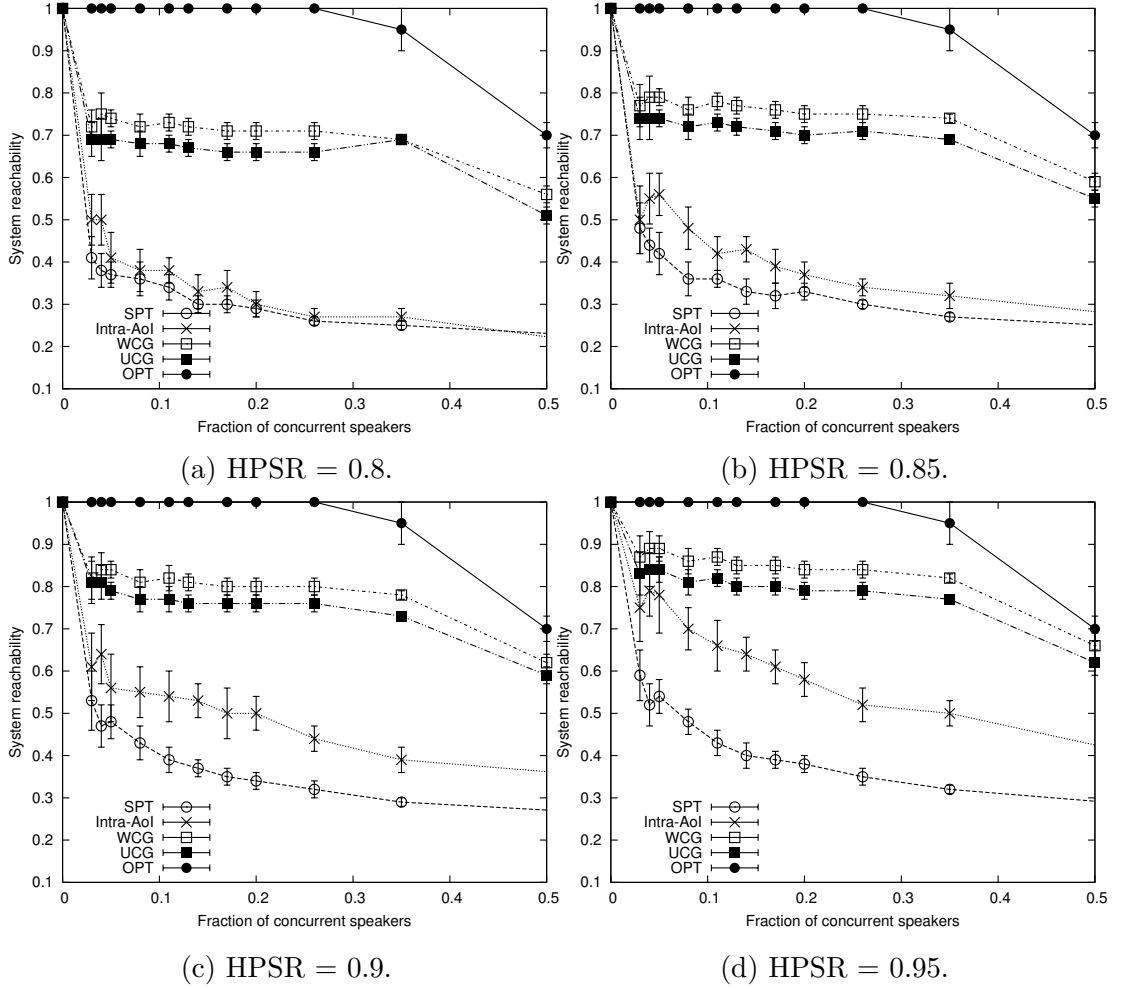 1
0.9
0.8
0.7
0.6
0.5
0.4
0.3
0.2
0.1
0
0.1
0.2
0.3
0.4
0.5
System reachability
Fraction of concurrent speakers
SPT
Intra-AoI
WCG
UCG
OPT
(a) HPSR = 0.8.
1
0.9
0.8
0.7
0.6
0.5
0.4
0.3
0.2
0.1
0
0.1
0.2
0.3
0.4
0.5
System reachability
Fraction of concurrent speakers
SPT
Intra-AoI
WCG
UCG
OPT
(b) HPSR = 0.85.
1
0.9
0.8
0.7
0.6
0.5
0.4
0.3
0.2
0.1
0
0.1
0.2
0.3
0.4
0.5
System reachability
Fraction of concurrent speakers
SPT
Intra-AoI
WCG
UCG
OPT
(c) HPSR = 0.9.
1
0.9
0.8
0.7
0.6
0.5
0.4
0.3
0.2
0.1
0
0.1
0.2
0.3
0.4
0.5
System reachability
Fraction of concurrent speakers
SPT
Intra-AoI
WCG
UCG
OPT
(d) HPSR = 0.95.